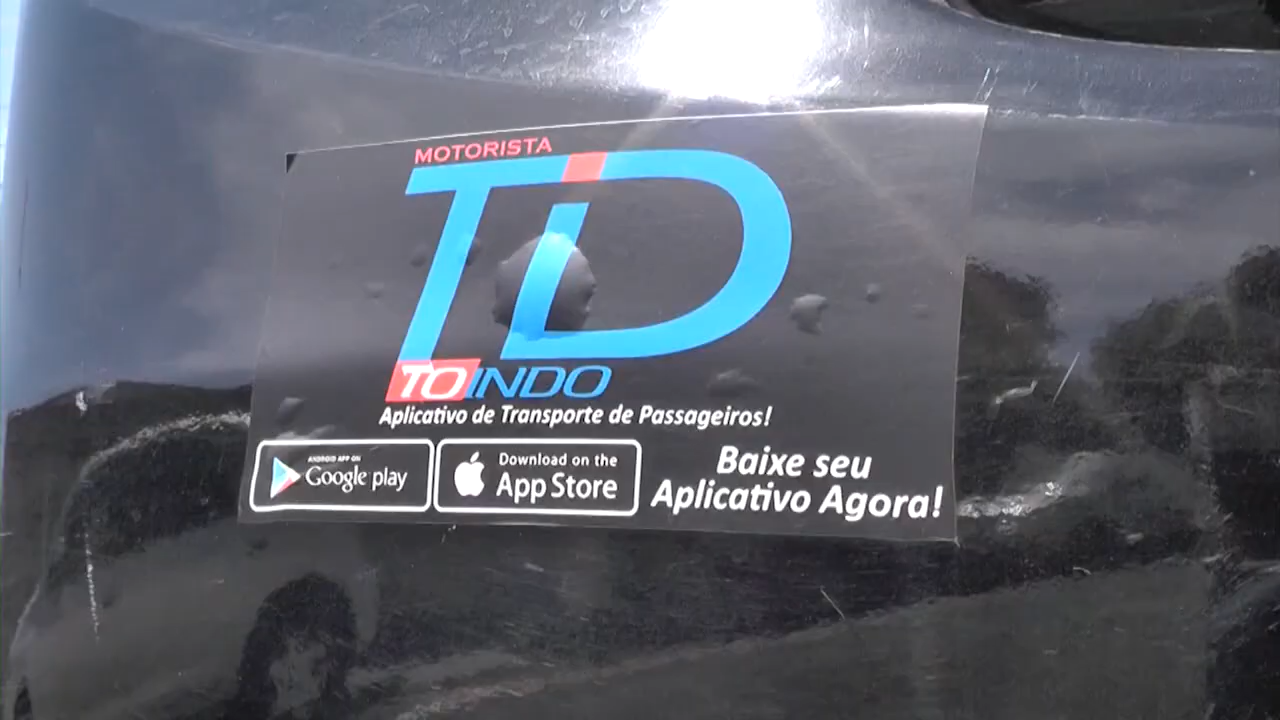 MOTORISTA
TiD
TOINDO
Aplicativo de Transporte de Passageiros!
ANDROID APP ON
Google play
Download on the
App Store
Baixe seu
Aplicativo Agora!